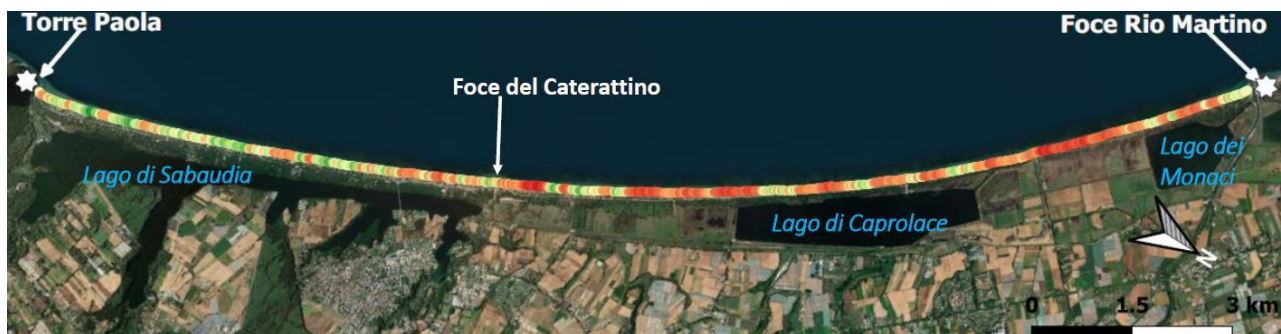 Torre Paola
Foce Rio Martino
Foce del Caterattino
Lago di Sabaudia
Lago dei
Monaci
Lago di Caprolace
N
0 1.5 3 km